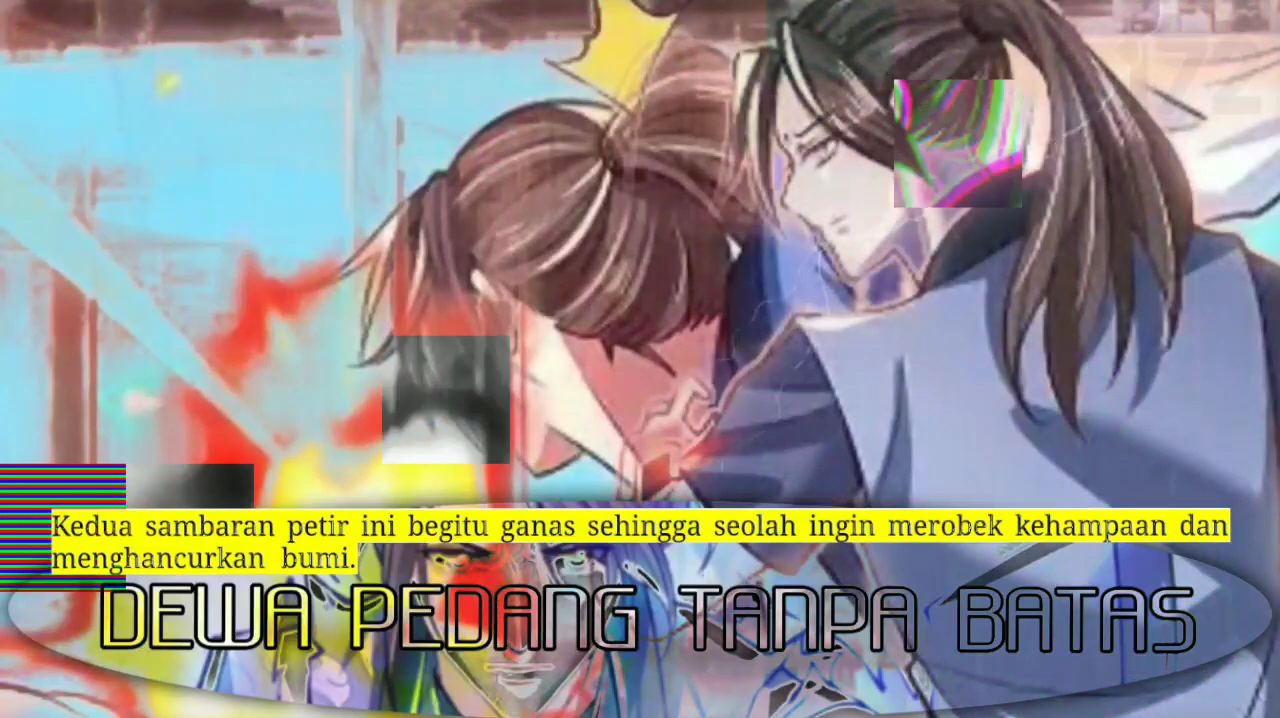 Kedua sambaran petir ini begitu ganas sehingga seolah ingin merobek kehampaan dan
menghancurkan bumi.
DEWA PEDANG TANPA BATAS